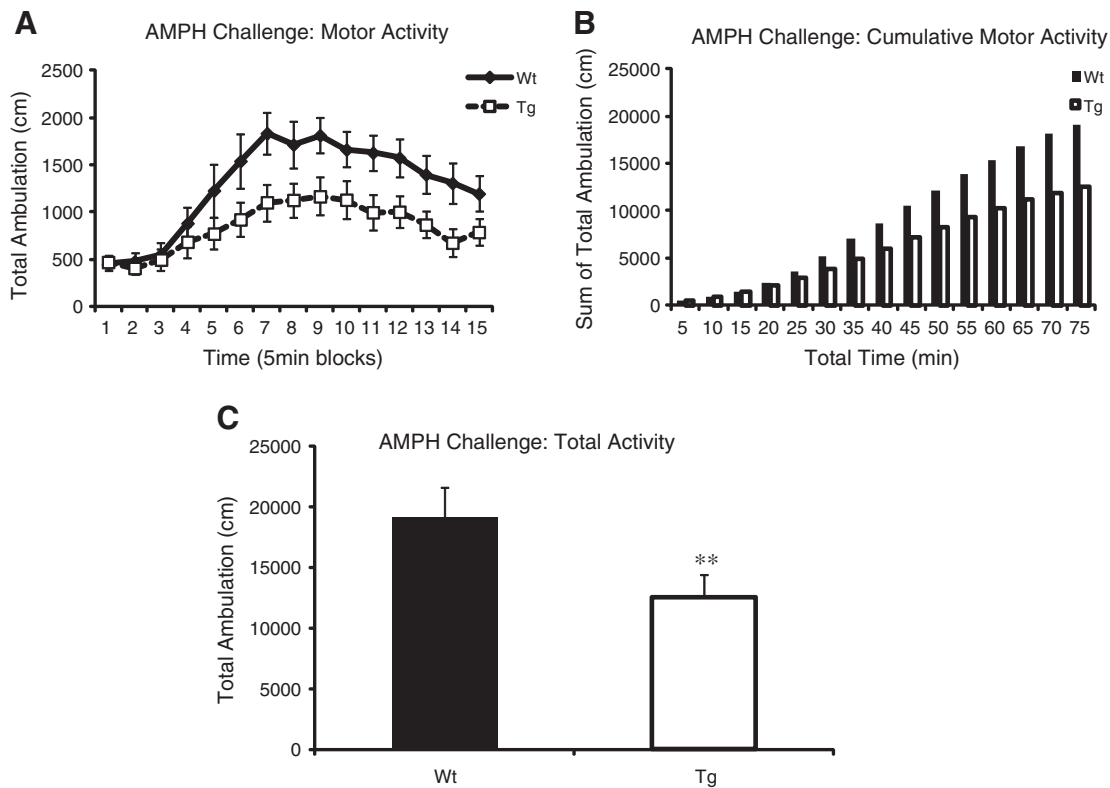 A
AMPH Challenge: Motor Activity
Total Ambulation (cm)
2500
2000
1500
1000
500
0
Wt
Tg
1 2 3 4 5 6 7 8 9 10 11 12 13 14 15
Time (5min blocks)
B
AMPH Challenge: Cumulative Motor Activity
Sum of Total Ambulation (cm)
25000
20000
15000
10000
5000
0
Wt
Tg
5 10 15 20 25 30 35 40 45 50 55 60 65 70 75
Total Time (min)
C
AMPH Challenge: Total Activity
Total Ambulation (cm)
25000
20000
15000
10000
5000
0
**
Wt Tg